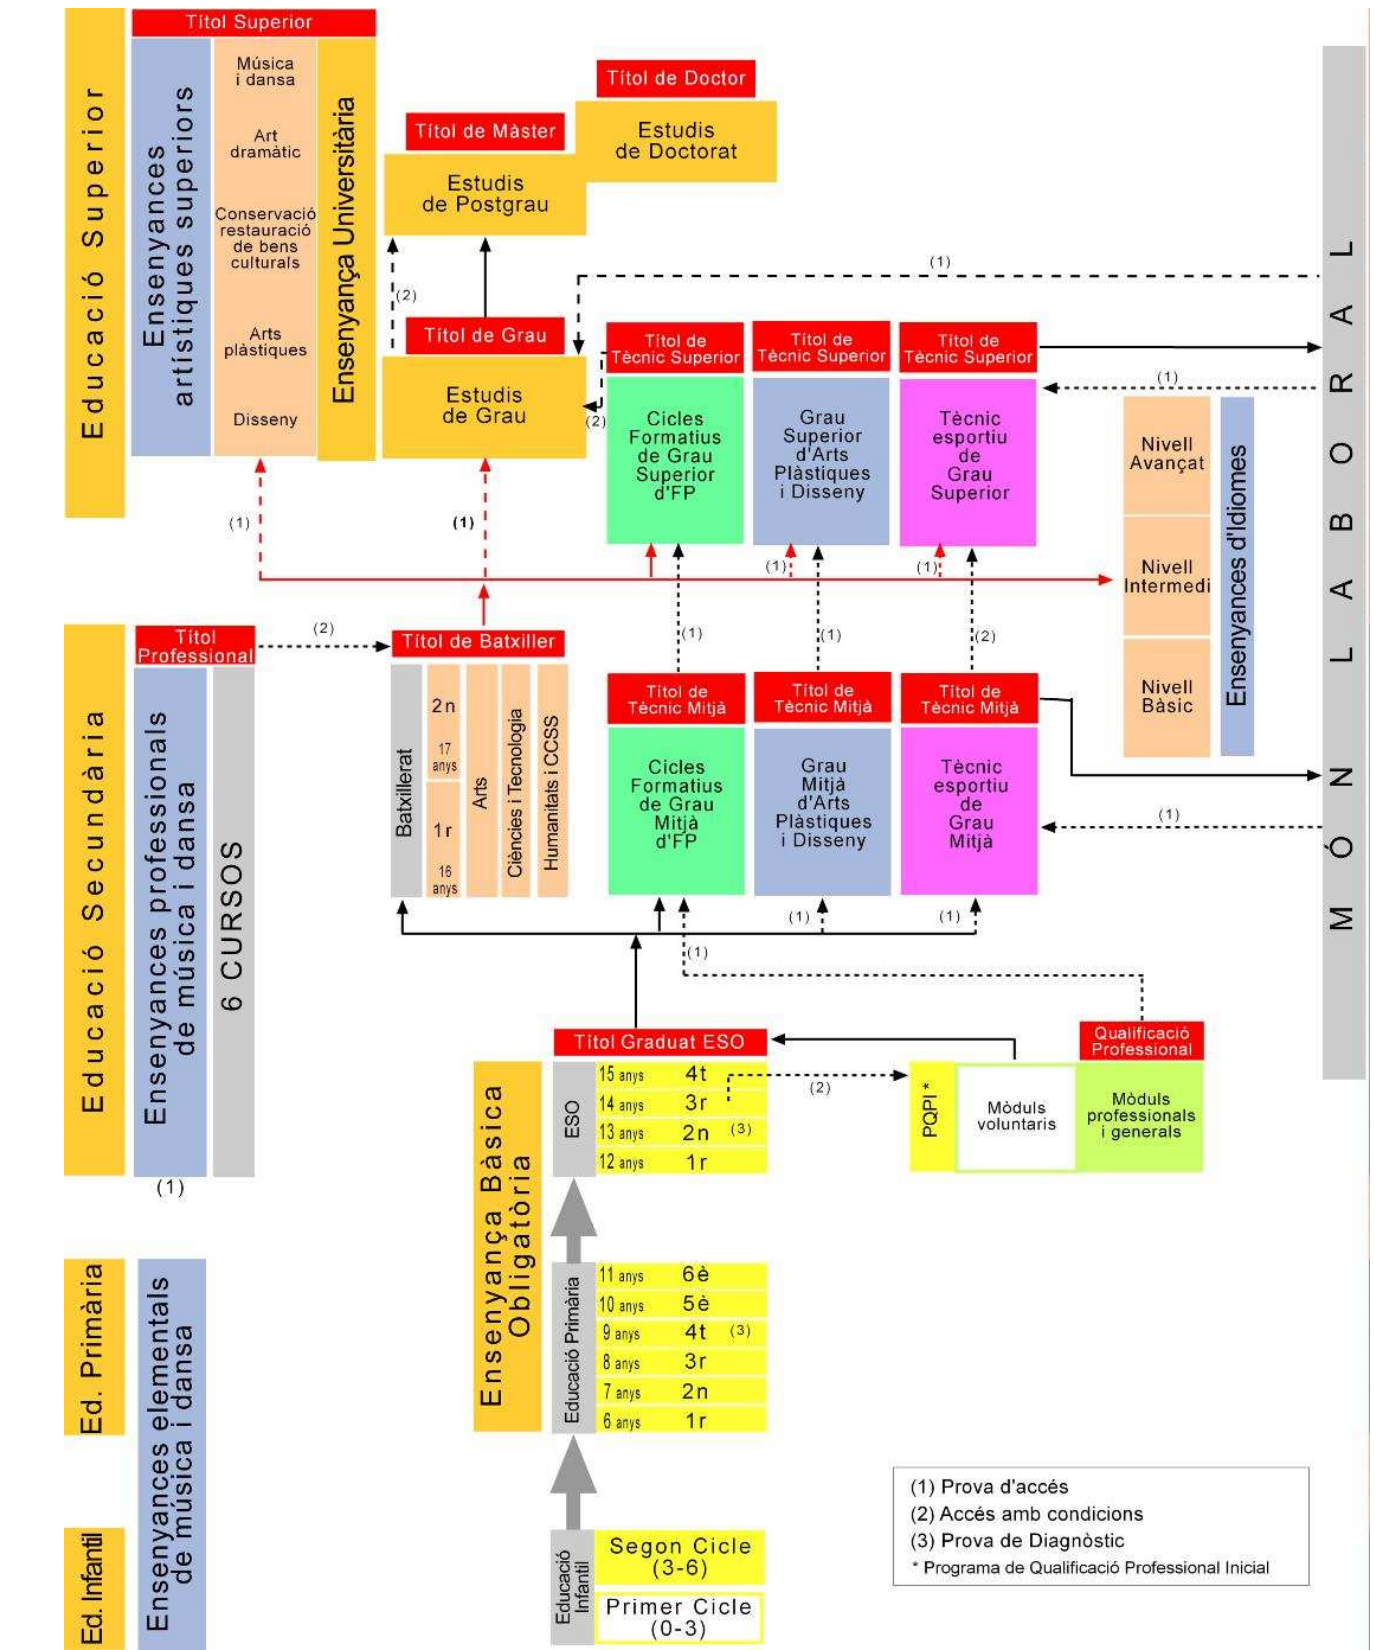 Títol Superior
Educació Superior
Ensenyances
artístiques superiors
Música
i dansa
Art
dramàtic
Conservació
restauració
de bens
culturals
Arts
plàstiques
Disseny
Ensenyança Universitària
Títol de Doctor
Estudis
de Doctorat
Títol de Màster
Estudis
de Postgrau
(2)
(1)
Títol de Grau
Estudis
de Grau
(2)
Títol de
Tècnic Superior
Cicles
Formatius
de Grau
Superior
d'FP
Títol de
Tècnic Superior
Grau
Superior
d'Arts
Plàstiques
i Disseny
Títol de
Tècnic Superior
Tècnic
esportiu
de
Grau
Superior
(1)
Nivell
Avançat
Nivell
Intermedi
Nivell
Bàsic
Ensenyances d'Idiomes
MÓN LABORAL
(1)
(1)
(1)
(1)
(1)
(1)
(2)
Educació Secundària
Títol
Professional
(2)
Ensenyances professionals
de música i dansa
6 CURSOS
(1)
Títol de Batxiller
Batxillerat
2n
17
anys
1r
16
anys
Arts
Ciències i Tecnologia
Humanitats i CCSS
Títol de
Tècnic Mitjà
Cicles
Formatius
de Grau
Mitjà
d'FP
Títol de
Tècnic Mitjà
Grau
Mitjà
d'Arts
Plàstiques
i Disseny
Títol de
Tècnic Mitjà
Tècnic
esportiu
de
Grau
Mitjà
(1)
(1)
(1)
(1)
Títol Graduat ESO
Ensenyança Bàsica
Obligatòria
ESO
15 anys 4t
14 anys 3r
13 anys 2n (3)
12 anys 1r
(2)
PQPI *
Mòduls
voluntaris
Qualificació
Professional
Mòduls
professionals
i generals
Ed. Primària
Ensenyances elementals
de música i dansa
Educació Primària
11 anys 6è
10 anys 5è
9 anys 4t (3)
8 anys 3r
7 anys 2n
6 anys 1r
Ed. Infantil
Educació
Infantil
Segon Cicle
(3-6)
Primer Cicle
(0-3)
(1) Prova d'accés
(2) Accés amb condicions
(3) Prova de Diagnòstic
* Programa de Qualificació Professional Inicial